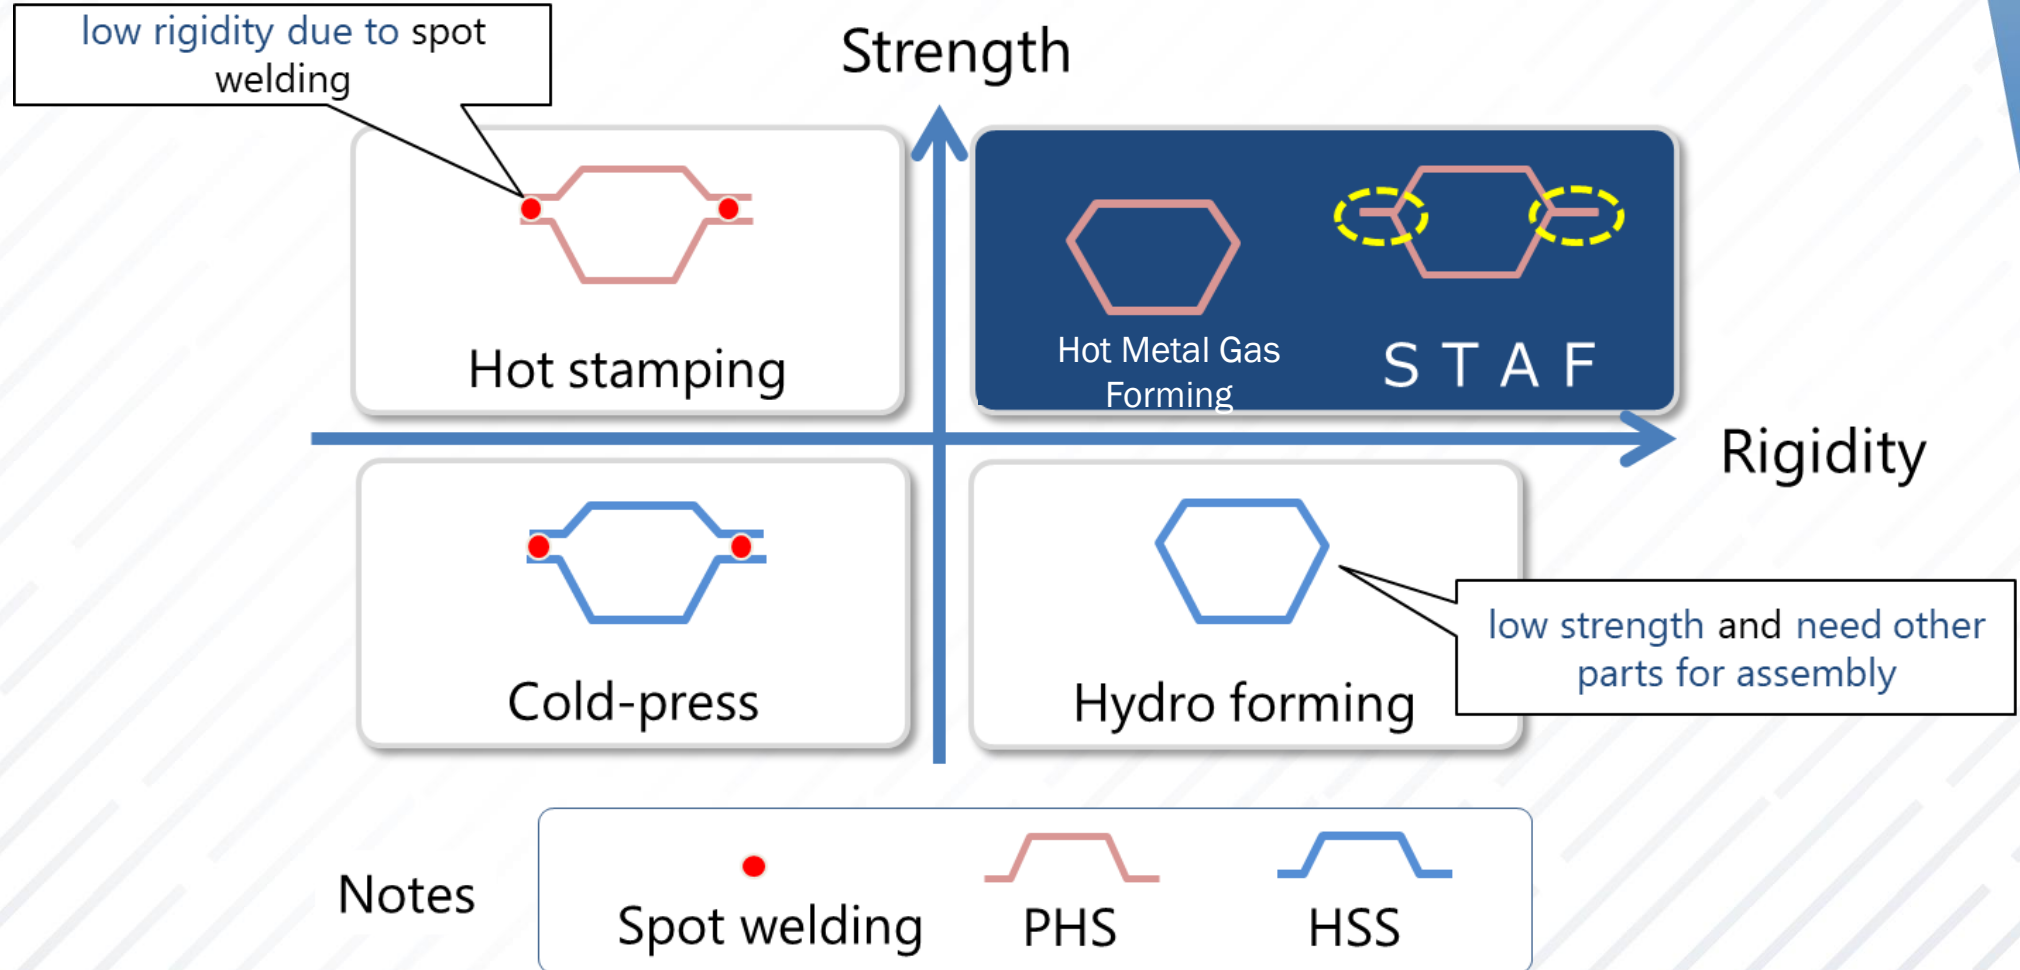 low rigidity due to spot
welding
Strength
Hot stamping
Hot Metal Gas
Forming
S T A F
Rigidity
Cold-press
Hydro forming
low strength and need other
parts for assembly
Notes
Spot welding
PHS
HSS